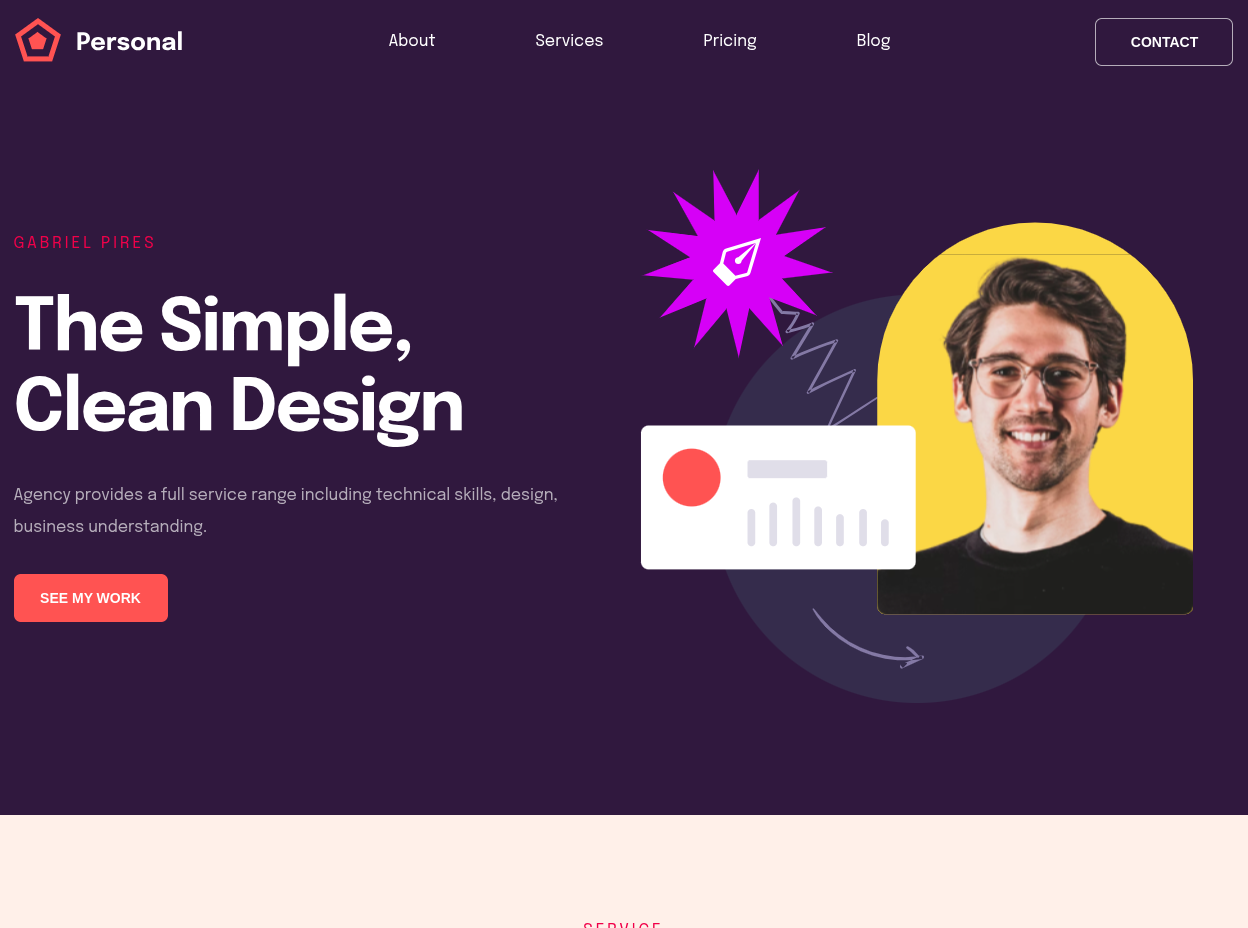 Personal
About
Services
Pricing
Blog
CONTACT
GABRIEL PIRES
The Simple,
Clean Design
Agency provides a full service range including technical skills, design,
business understanding.
SEE MY WORK
SERVICE